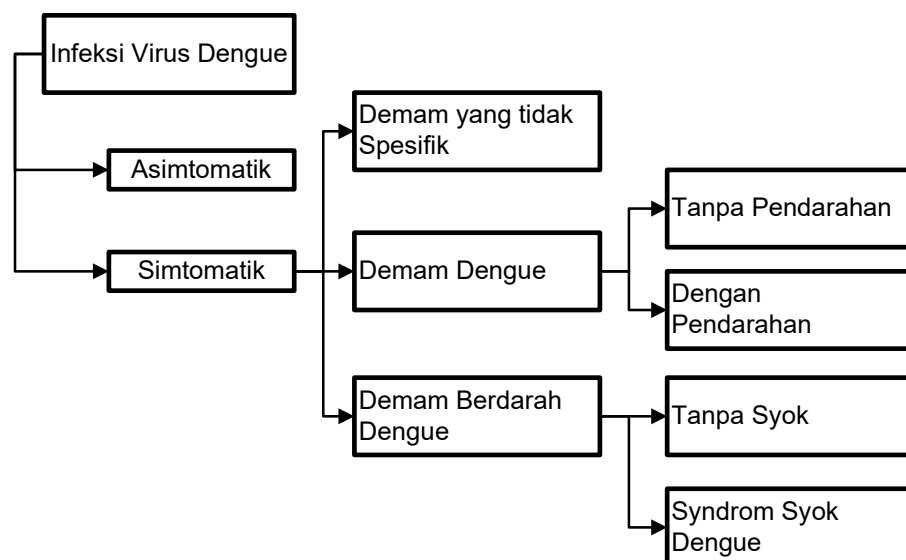 Infeksi Virus Dengue
Asimtomatik
Simtomatik
Demam yang tidak
Spesifik
Demam Dengue
Demam Berdarah
Dengue
Tanpa Pendarahan
Dengan
Pendarahan
Tanpa Syok
Syndrom Syok
Dengue